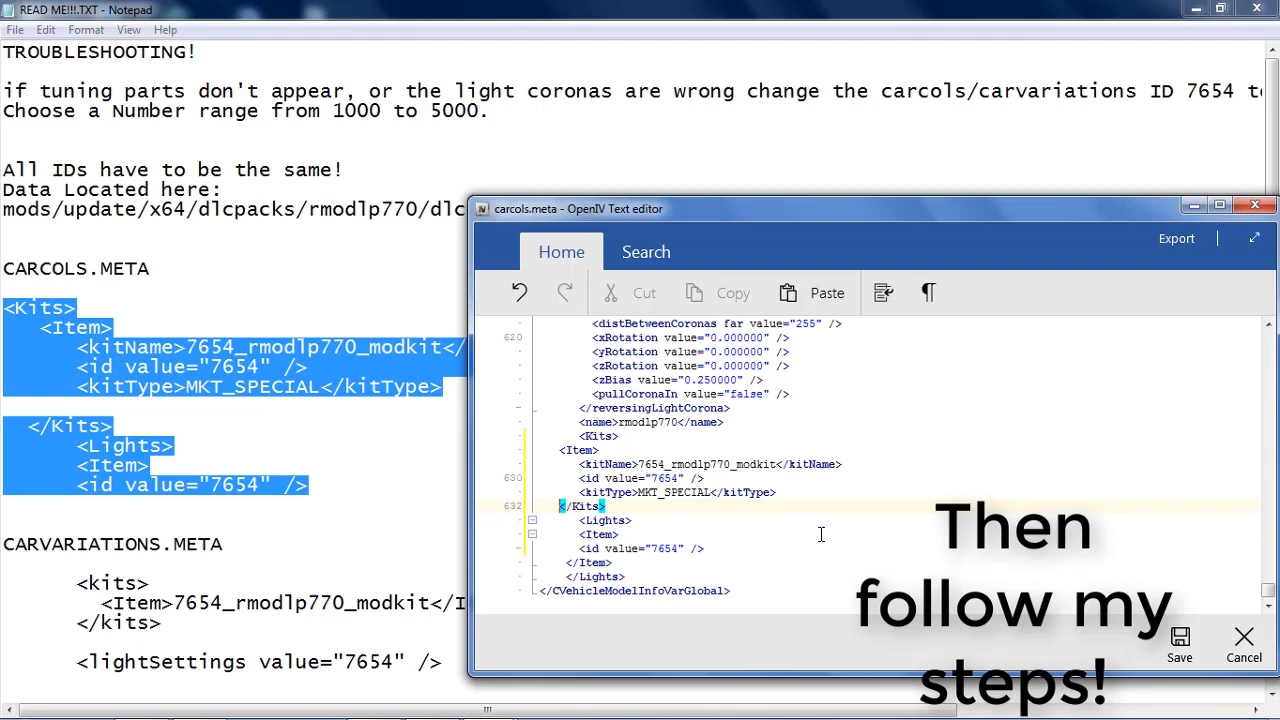 READ ME!!!.TXT - Notepad
File Edit Format View Help
TROUBLESHOOTING!
if tuning parts don't appear, or the light coronas are wrong change the carcols/carvariations ID 7654 to
Choose a Number range from 1000 to 5000.
All IDs have to be the same!
Data Located here:
mods/update/x64/dlcpacks/rmodlp770/dlc
CARCOLS.META
<Kits>
<Item>
<kitName>7654_rmodlp770_modkit</
<id value="7654" />
<kitType>MKT_SPECIAL</kitType>
</Kits>
<Lights>
<Item>
<id value="7654" />
CARVARIATIONS.META
<kits>
<Item>7654_rmodlp770_modkit</I
</kits>
<lightSettings value="7654" />
carcols.meta - OpenIV Text editor
Home Search
Export
Cut Copy Paste
<distBetweenCoronas far value="255" />
620 <xRotation value="0.000000" />
<yRotation value="0.000000" />
<zRotation value="0.000000" />
<zBias value="0.250000" />
<pullCoronaIn value="false" />
</reversingLightCorona>
<name>rmodlp770</name>
<Kits>
<Item>
<kitName>7654_rmodlp770_modkit</kitName>
630 <id value="7654" />
<kitType>MKT_SPECIAL</kitType>
632 </Kits>
<Lights>
<Item>
<id value="7654" />
</Item>
</Lights>
</CVehicleModelInfoVarGlobal>
Save Cancel
Then
follow my
steps!